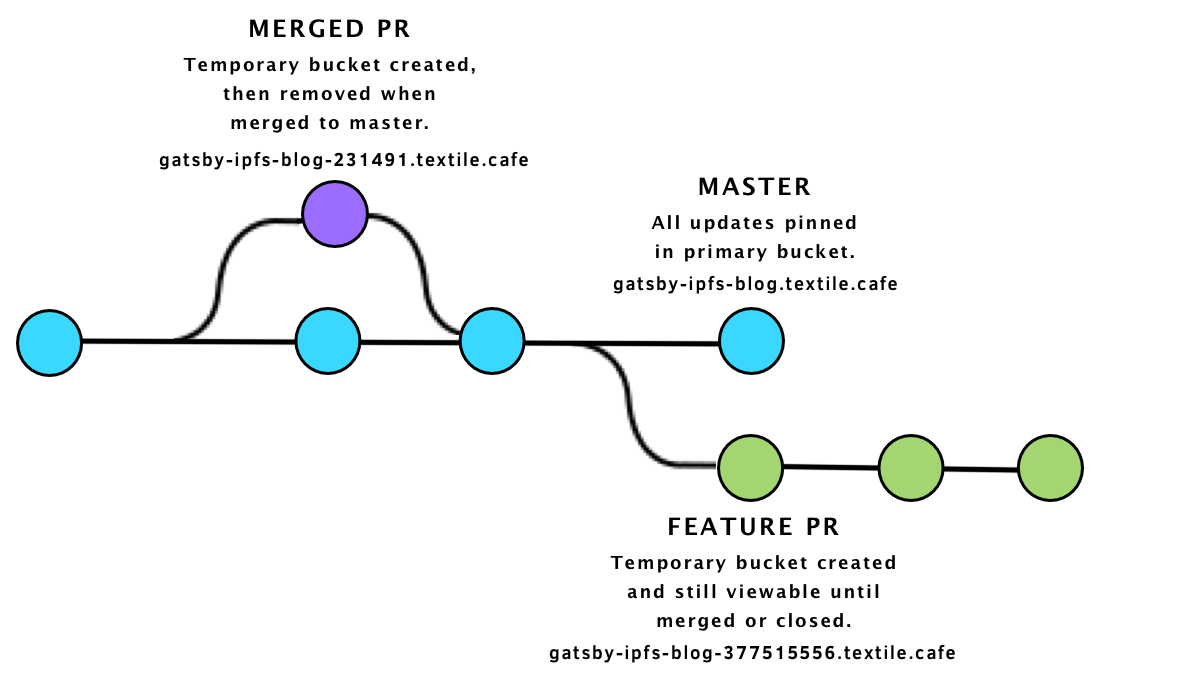 MERGED PR
Temporary bucket created,
then removed when
merged to master.
gatsby-ipfs-blog-231491.textile.cafe
MASTER
All updates pinned
in primary bucket.
gatsby-ipfs-blog.textile.cafe
FEATURE PR
Temporary bucket created
and still viewable until
merged or closed.
gatsby-ipfs-blog-377515556.textile.cafe